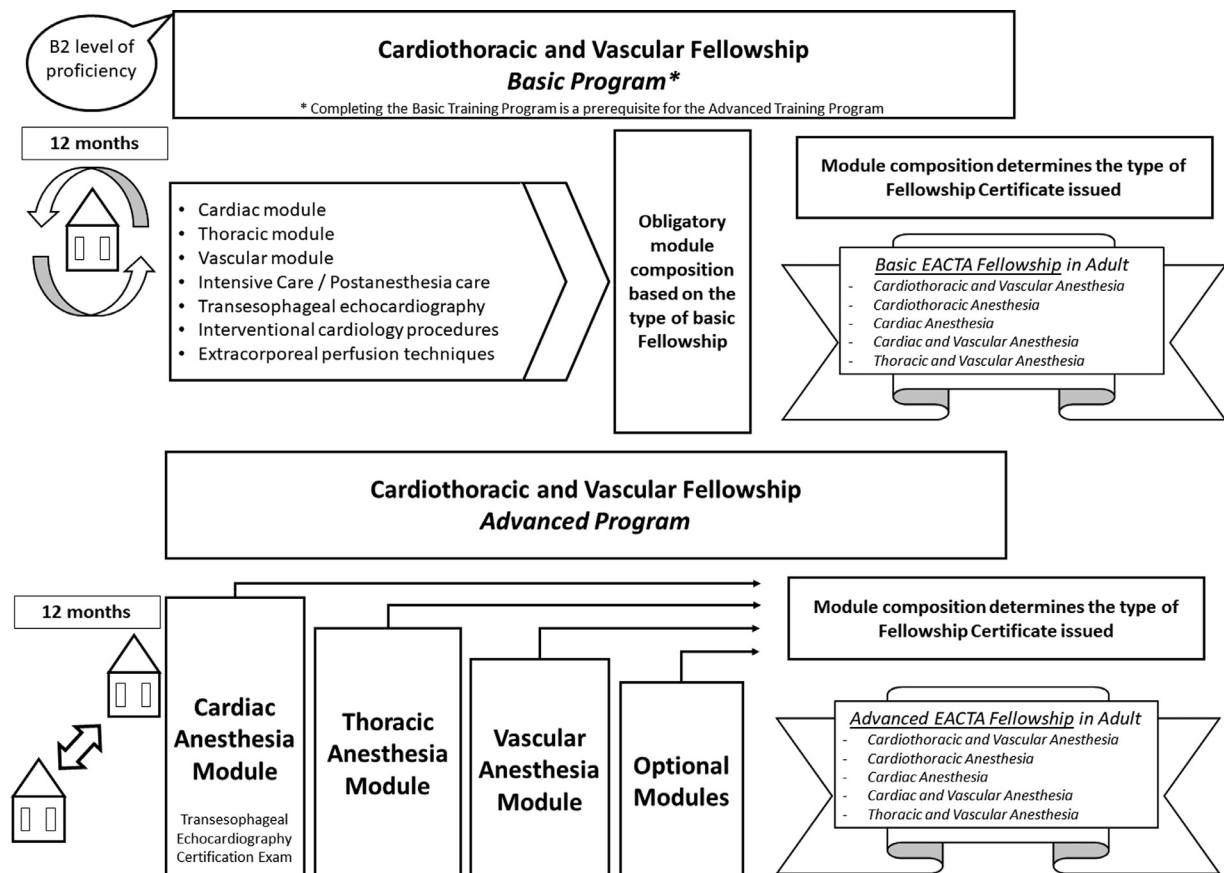 B2 level of
proficiency
Cardiothoracic and Vascular Fellowship
Basic Program*
* Completing the Basic Training Program is a prerequisite for the Advanced Training Program
12 months
• Cardiac module
• Thoracic module
• Vascular module
• Intensive Care / Postanesthesia care
• Transesophageal echocardiography
• Interventional cardiology procedures
• Extracorporeal perfusion techniques
Obligatory
module
composition
based on the
type of basic
Fellowship
Module composition determines the type of
Fellowship Certificate issued
Basic EACTA Fellowship in Adult
- Cardiothoracic and Vascular Anesthesia
- Cardiothoracic Anesthesia
- Cardiac Anesthesia
- Cardiac and Vascular Anesthesia
- Thoracic and Vascular Anesthesia
Cardiothoracic and Vascular Fellowship
Advanced Program
12 months
Cardiac
Anesthesia
Module
Transesophageal
Echocardiography
Certification Exam
Thoracic
Anesthesia
Module
Vascular
Anesthesia
Module
Optional
Modules
Module composition determines the type of
Fellowship Certificate issued
Advanced EACTA Fellowship in Adult
- Cardiothoracic and Vascular Anesthesia
- Cardiothoracic Anesthesia
- Cardiac Anesthesia
- Cardiac and Vascular Anesthesia
- Thoracic and Vascular Anesthesia